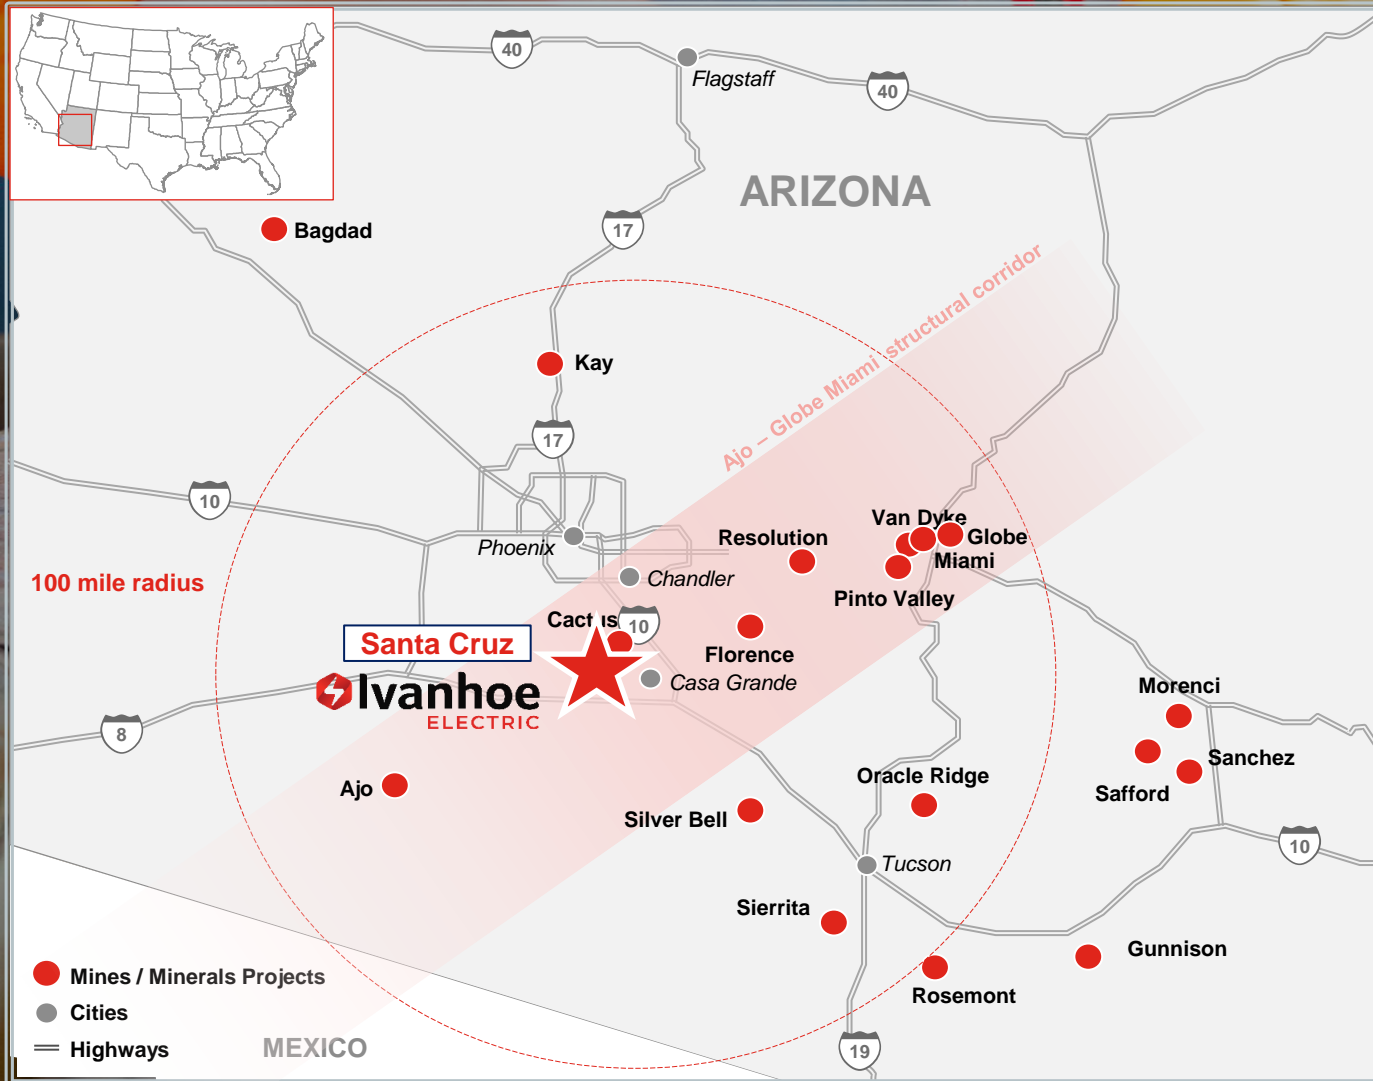 40
Flagstaff
40
ARIZONA
Bagdad
17
Ajo – Globe Miami structural corridor
Kay
17
10
Van Dyke
Resolution
Globe
Phoenix
Miami
Chandler
100 mile radius
Pinto Valley
Cactus
10
Santa Cruz
Florence
Casa Grande
Ivanhoe
ELECTRIC
Morenci
8
Sanchez
Oracle Ridge
Ajo
Safford
Silver Bell
10
Tucson
Sierrita
Gunnison
Mines / Minerals Projects
Rosemont
Cities
Highways
MEXICO
19